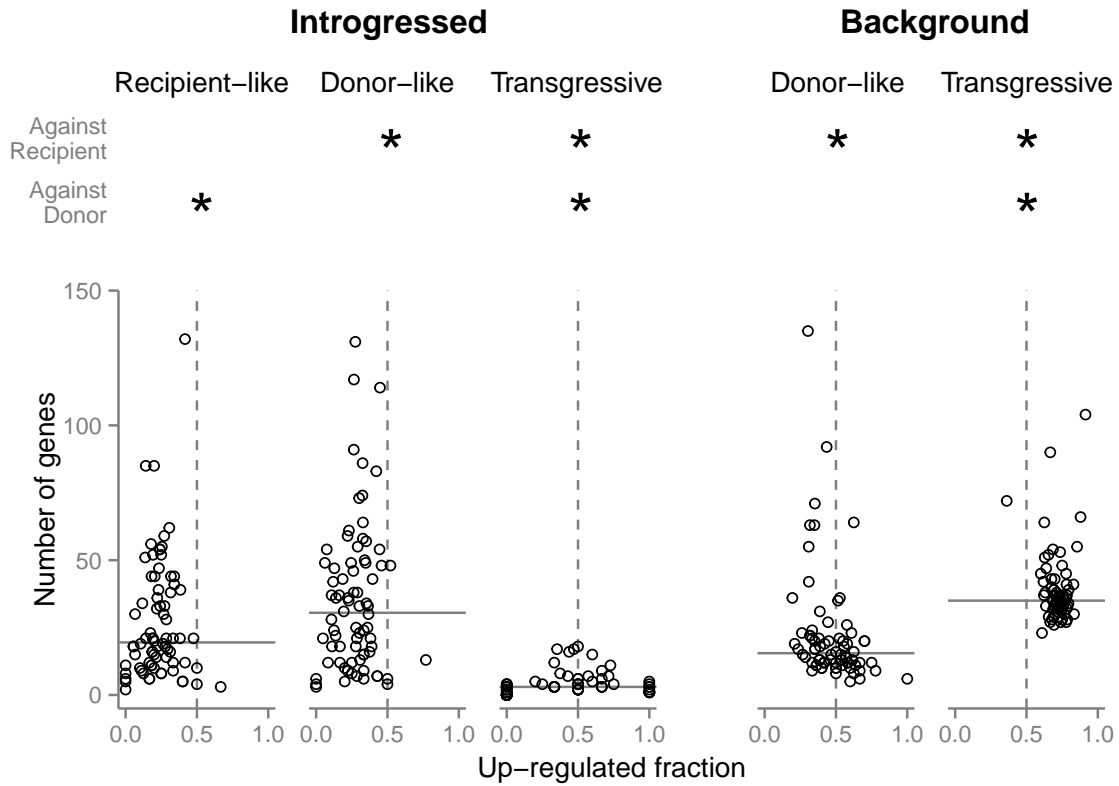 Introgressed Background
Recipient−like Donor−like Transgressive Donor−like Transgressive
Against
Recipient * * * *
Against
Donor * * *
150
100
50
0
Number of genes
0.0 0.5 1.0 0.0 0.5 1.0 0.0 0.5 1.0 0.0 0.5 1.0 0.0 0.5 1.0
Up−regulated fraction